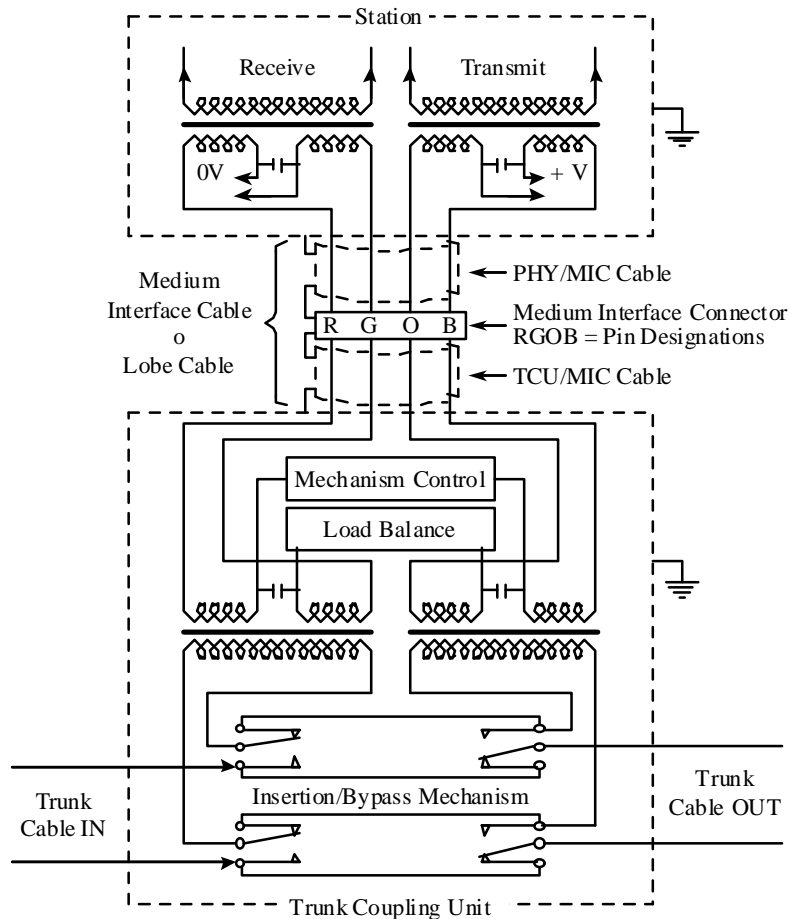 Station
Receive
Transmit
0V
+ V
Medium
Interface Cable
o
Lobe Cable
PHY/MIC Cable
R G O B
Medium Interface Connector
RGOB = Pin Designations
TCU/MIC Cable
Mechanism Control
Load Balance
Trunk
Cable IN
Insertion/Bypass Mechanism
Trunk
Cable OUT
Trunk Coupling Unit